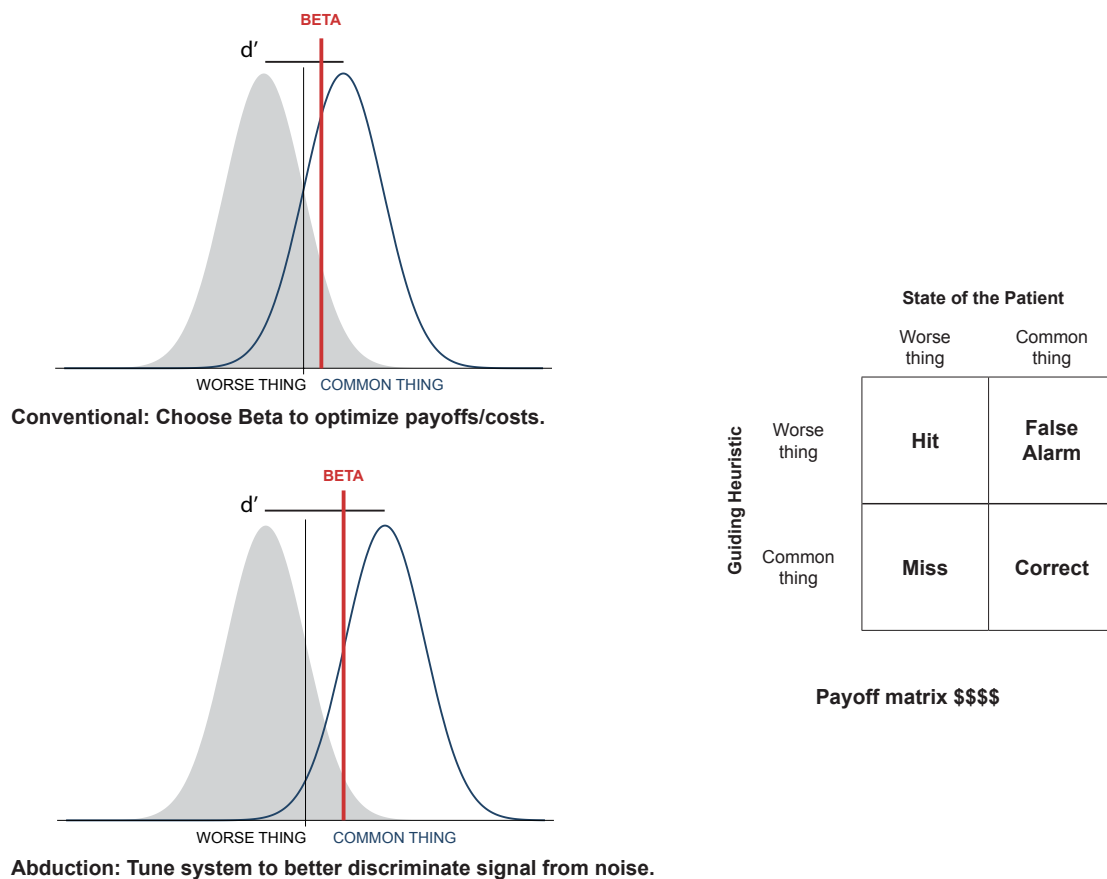 BETA
d′
WORSE THING
COMMON THING
Conventional: Choose Beta to optimize payoffs/costs.
BETA
d′
WORSE THING
COMMON THING
Abduction: Tune system to better discriminate signal from noise.
State of the Patient
Worse
thing
Common
thing
Guiding Heuristic
Worse
thing
Hit
False
Alarm
Common
thing
Miss
Correct
Payoff matrix $$$$